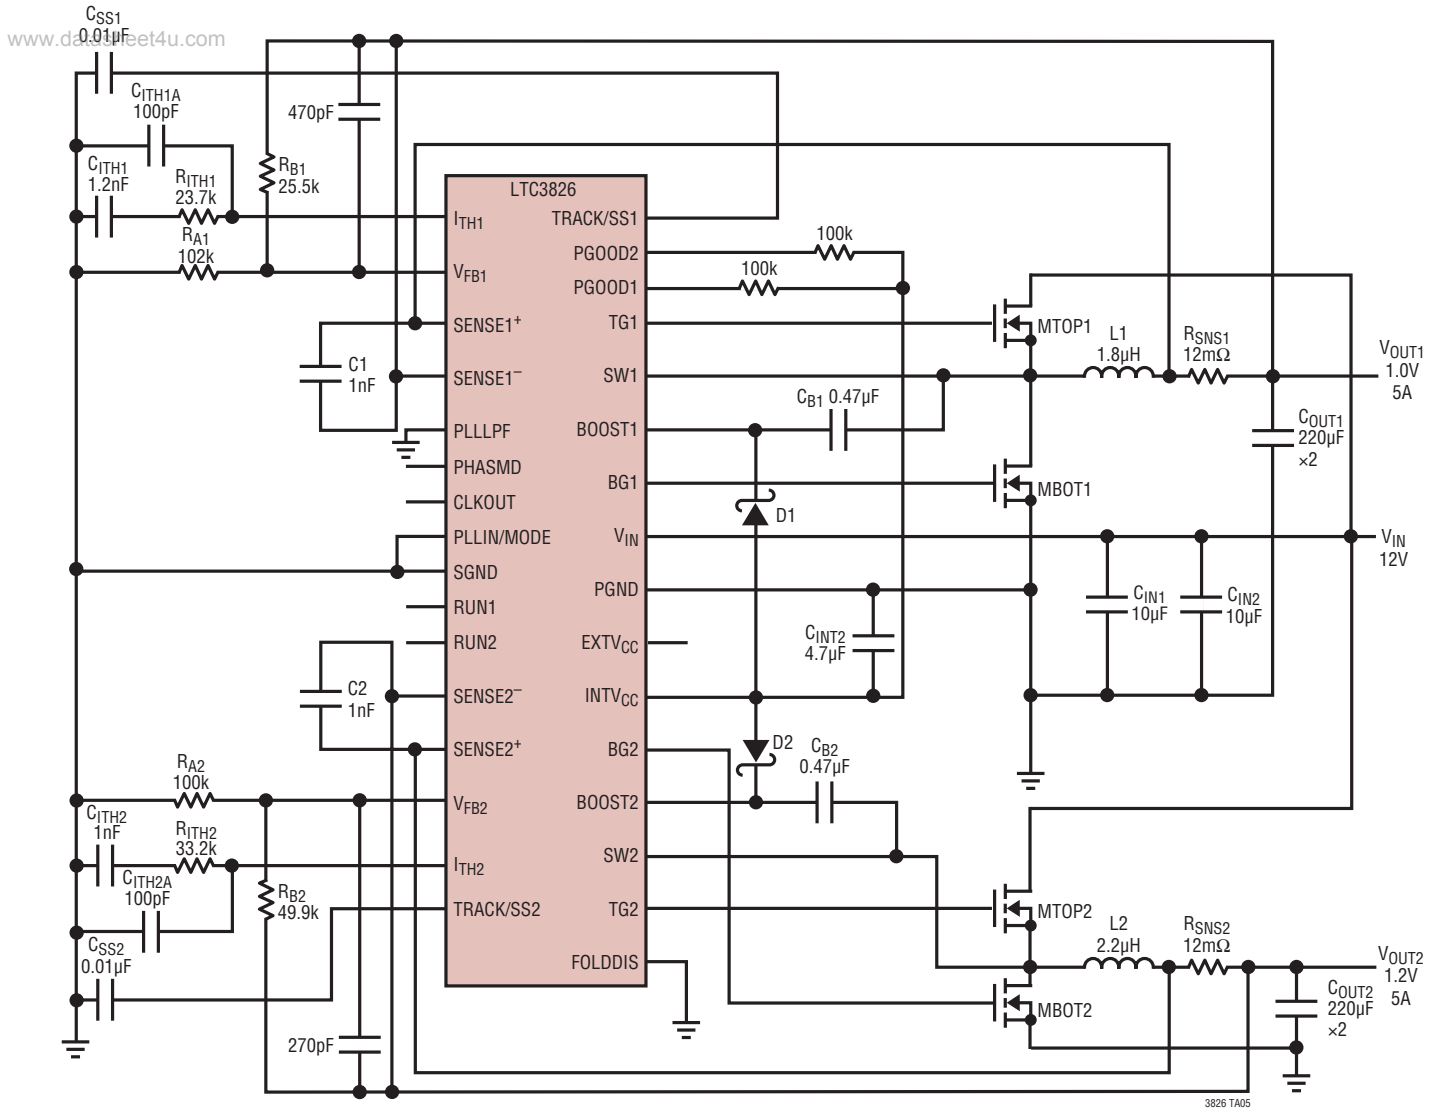 CSS1
0.01µF
www.datasheet4u.com
CITH1A
100pF
470pF
CITH1
1.2nF
RITH1
23.7k
RB1
25.5k
RA1
102k
LTC3826
ITH1
TRACK/SS1
PGOOD2
100k
VFB1
PGOOD1
100k
SENSE1+
TG1
MTOP1
C1
1nF
SENSE1–
SW1
L1
1.8µH
RSNS1
12mΩ
VOUT1
1.0V
5A
CB1 0.47µF
PLLLPF
BOOST1
COUT1
220µF
×2
PHASMD
BG1
MBOT1
CLKOUT
D1
PLLIN/MODE
VIN
VIN
12V
SGND
PGND
CIN1
10µF
CIN2
10µF
RUN1
RUN2
EXTVCC
CINT2
4.7µF
C2
1nF
SENSE2–
INTVCC
SENSE2+
BG2
D2
CB2
0.47µF
RA2
100k
VFB2
BOOST2
CITH2
1nF
RITH2
33.2k
ITH2
SW2
CITH2A
100pF
RB2
49.9k
TRACK/SS2
TG2
MTOP2
CSS2
0.01µF
FOLDDIS
L2
2.2µH
RSNS2
12mΩ
VOUT2
1.2V
5A
MBOT2
COUT2
220µF
×2
270pF
3826 TA05